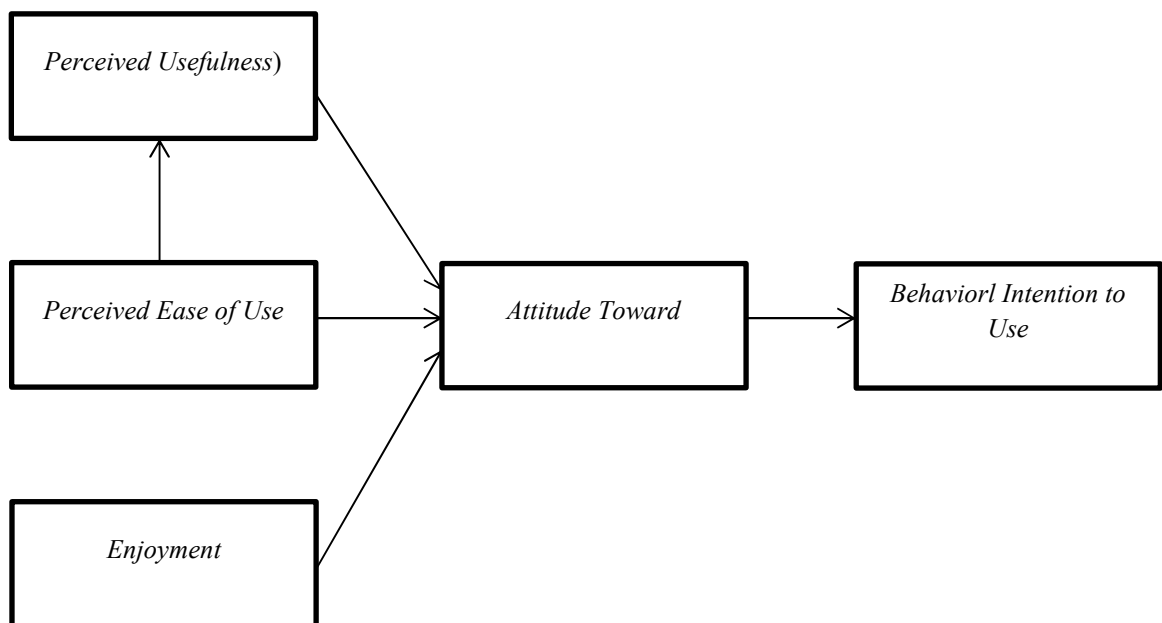 Perceived Usefulness)
Perceived Ease of Use
Attitude Toward
Behaviorl Intention to
Use
Enjoyment